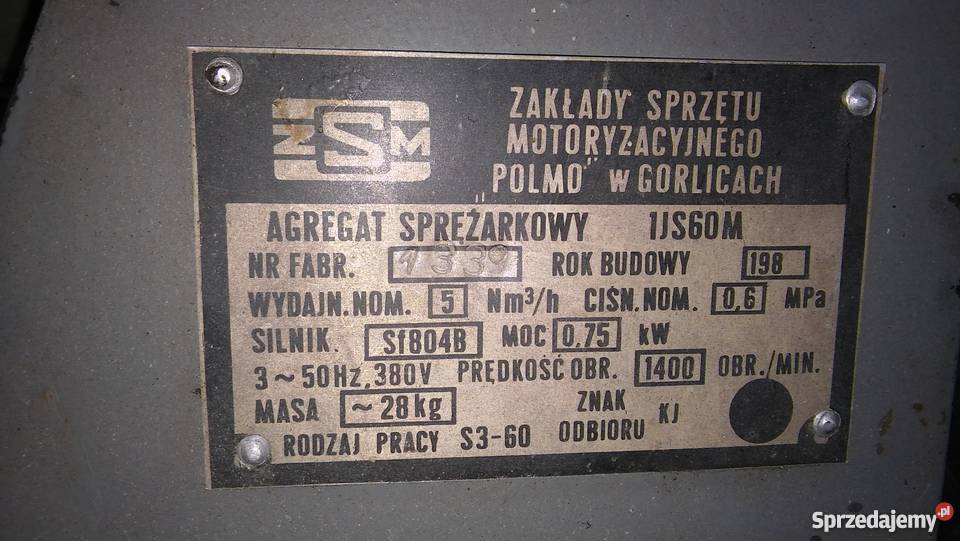 ZSM
ZAKŁADY SPRZĘTU
MOTORYZACYJNEGO
„POLMO" W GORLICACH
AGREGAT SPRĘŻARKOWY 1JS60M
NR FABR. 1339 ROK BUDOWY 198
WYDAJN. NOM. 5 Nm³/h CIŚN. NOM. 0,6 MPa
SILNIK. Sf804B MOC 0,75 kW
3~50Hz, 380V PRĘDKOŚĆ OBR. 1400 OBR./MIN.
MASA ~28kg ZNAK
ODBIORU KJ
RODZAJ PRACY S3-60
Sprzedajemy.pl